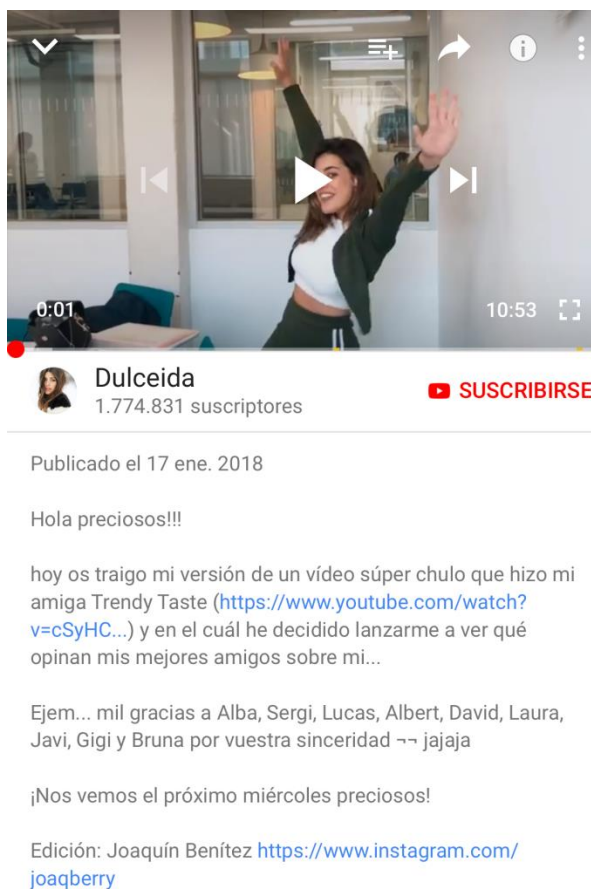 0:01
10:53
Dulceida
1.774.831 suscriptores
SUSCRIBIRSE
Publicado el 17 ene. 2018
Hola preciosos!!!
hoy os traigo mi versión de un vídeo súper chulo que hizo mi
amiga Trendy Taste (https://www.youtube.com/watch?
v=cSyHC...) y en el cuál he decidido lanzarme a ver qué
opinan mis mejores amigos sobre mi...
Ejem... mil gracias a Alba, Sergi, Lucas, Albert, David, Laura,
Javi, Gigi y Bruna por vuestra sinceridad ¬¬ jajaja
¡Nos vemos el próximo miércoles preciosos!
Edición: Joaquín Benítez https://www.instagram.com/
joaqberry